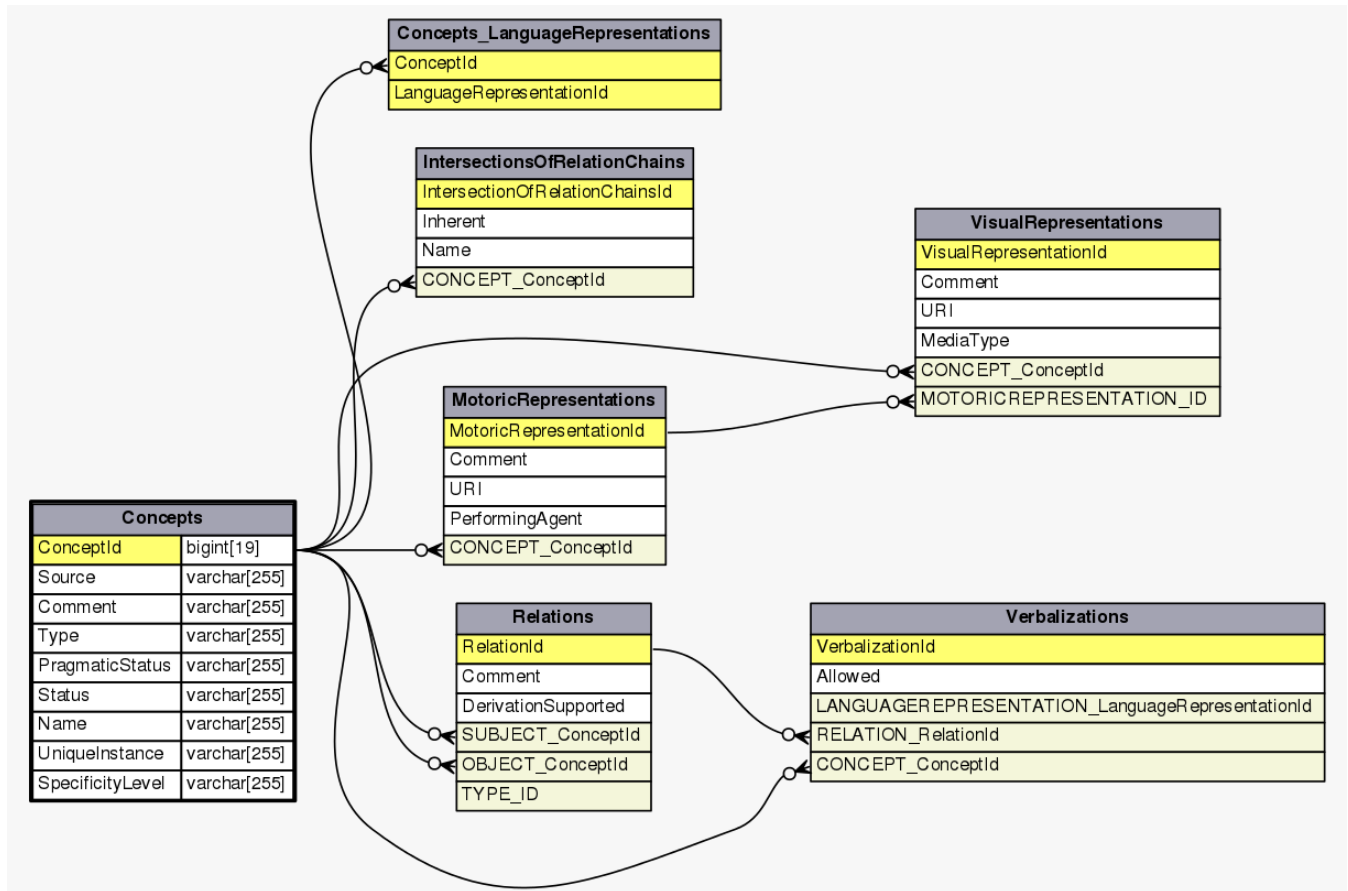 Concepts_LanguageRepresentations
ConceptId
LanguageRepresentationId
IntersectionsOfRelationChains
IntersectionOfRelationChainsId
Inherent
Name
CONCEPT_ConceptId
VisualRepresentations
VisualRepresentationId
Comment
URI
MediaType
CONCEPT_ConceptId
MOTORICREPRESENTATION_ID
MotoricRepresentations
MotoricRepresentationId
Comment
URI
PerformingAgent
CONCEPT_ConceptId
Concepts
ConceptId bigint[19]
Source varchar[255]
Comment varchar[255]
Type varchar[255]
PragmaticStatus varchar[255]
Status varchar[255]
Name varchar[255]
UniqueInstance varchar[255]
SpecificityLevel varchar[255]
Relations
RelationId
Comment
DerivationSupported
SUBJECT_ConceptId
OBJECT_ConceptId
TYPE_ID
Verbalizations
VerbalizationId
Allowed
LANGUAGEREPRESENTATION_LanguageRepresentationId
RELATION_RelationId
CONCEPT_ConceptId